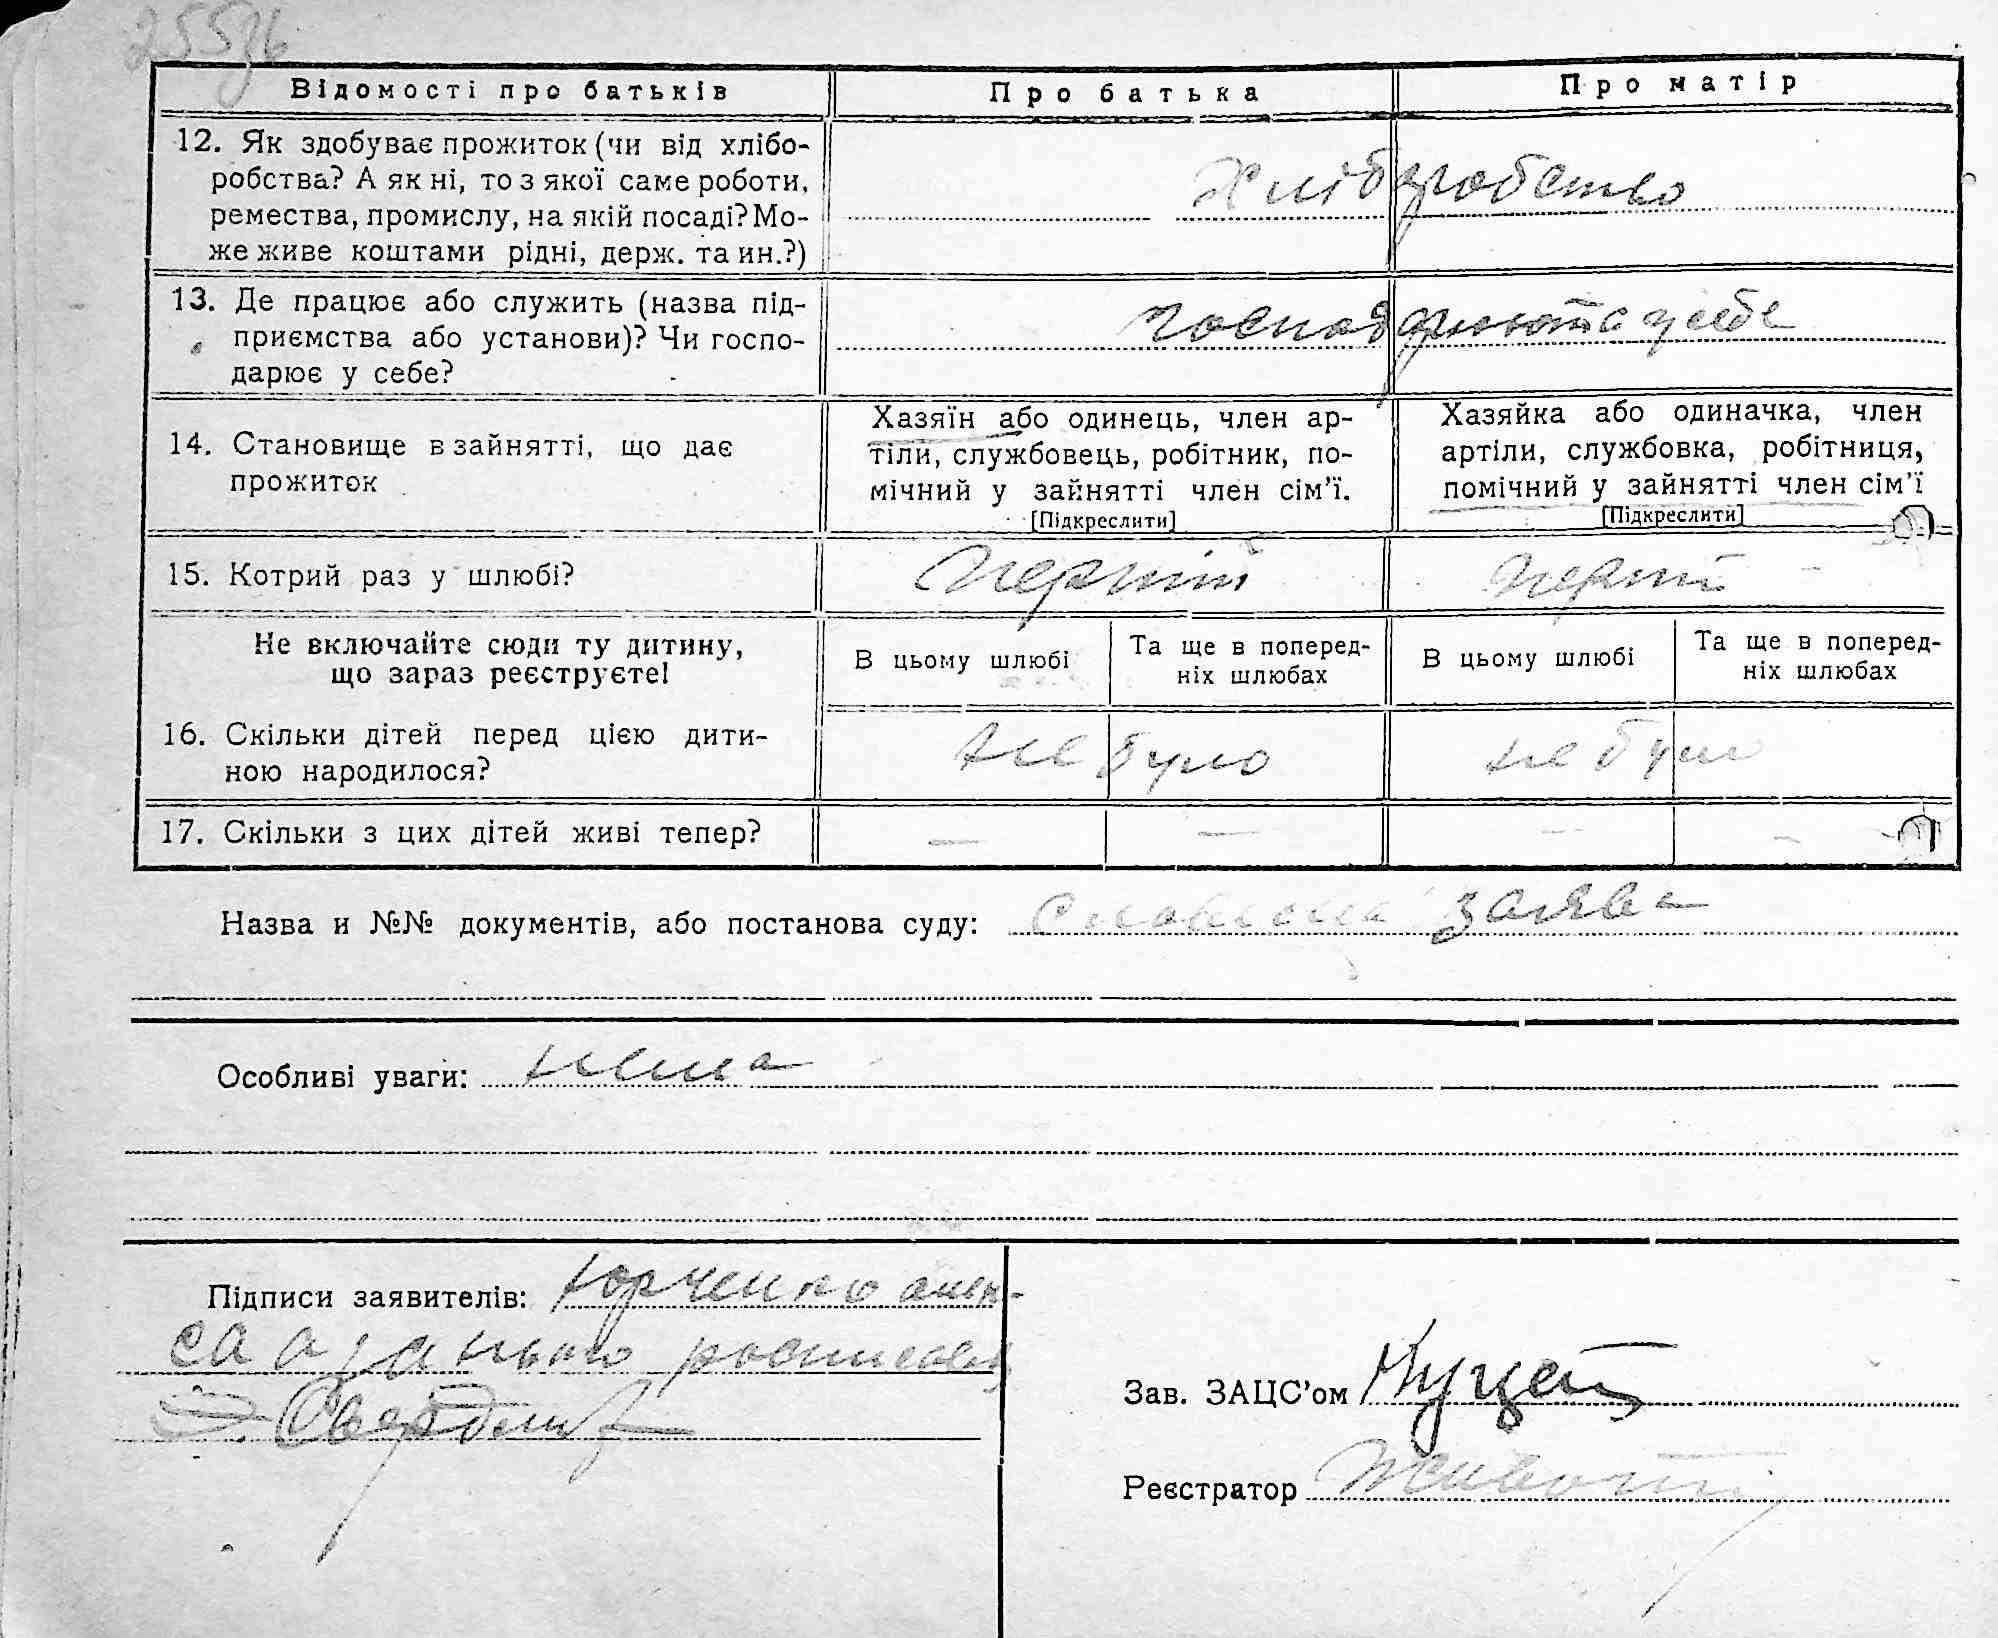 Відомості про батьків
Про батька
Про матір
12. Як здобуває прожиток (чи від хлібо-
робства? А як ні, то з якої саме роботи,
ремества, промислу, на якій посаді? Мо-
же живе коштами рідні, держ. та ин.?)
Хліборобство
13. Де працює або служить (назва під-
приємства або установи)? Чи госпо-
дарює у себе?
господарюють у себе
14. Становище в зайнятті, що дає
прожиток
Хазяїн або одинець, член ар-
тіли, службовець, робітник, по-
мічний у зайнятті член сім'ї.
[Підкреслити]
Хазяйка або одиначка, член
артіли, службовка, робітниця,
помічний у зайнятті член сім'ї
[Підкреслити]
15. Котрий раз у шлюбі?
перший
перший
Не включайте сюди ту дитину,
що зараз реєструєте!
В цьому шлюбі
Та ще в поперед-
ніх шлюбах
В цьому шлюбі
Та ще в поперед-
ніх шлюбах
16. Скільки дітей перед цією дити-
ною народилося?
не було
не було
17. Скільки з цих дітей живі тепер?
— — — —
Назва и №№ документів, або постанова суду: Словесна заява
Особливі уваги: нема
Підписи заявителів: Юрченко
Зав. ЗАЦС'ом Куцей
Реєстратор